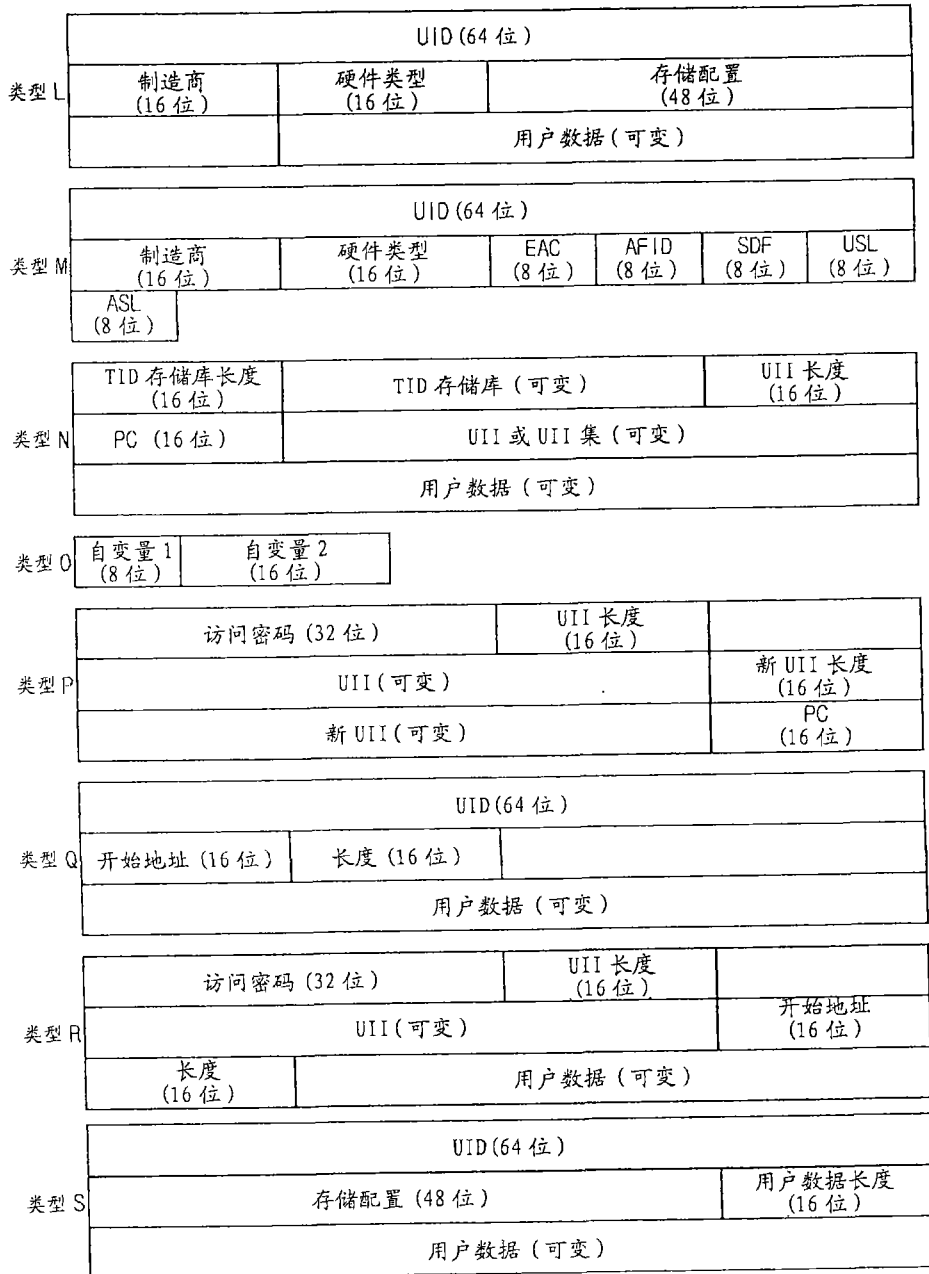 UID(64 位)
类型 L
制造商
(16 位)
硬件类型
(16 位)
存储配置
(48 位)
用户数据(可变)
UID(64 位)
类型 M
制造商
(16 位)
硬件类型
(16 位)
EAC
(8 位)
AFID
(8 位)
SDF
(8 位)
USL
(8 位)
ASL
(8 位)
类型 N
TID 存储库长度
(16 位)
TID 存储库 (可变)
UII 长度
(16 位)
PC (16 位)
UII 或 UII 集 (可变)
用户数据 (可变)
类型 O
自变量 1
(8 位)
自变量 2
(16 位)
类型 P
访问密码 (32 位)
UII 长度
(16 位)
UII(可变)
新 UII 长度
(16 位)
新 UII(可变)
PC
(16 位)
UID(64 位)
类型 Q
开始地址 (16 位)
长度 (16 位)
用户数据 (可变)
类型 R
访问密码 (32 位)
UII 长度
(16 位)
UII(可变)
开始地址
(16 位)
长度
(16 位)
用户数据 (可变)
UID(64 位)
类型 S
存储配置 (48 位)
用户数据长度
(16 位)
用户数据 (可变)